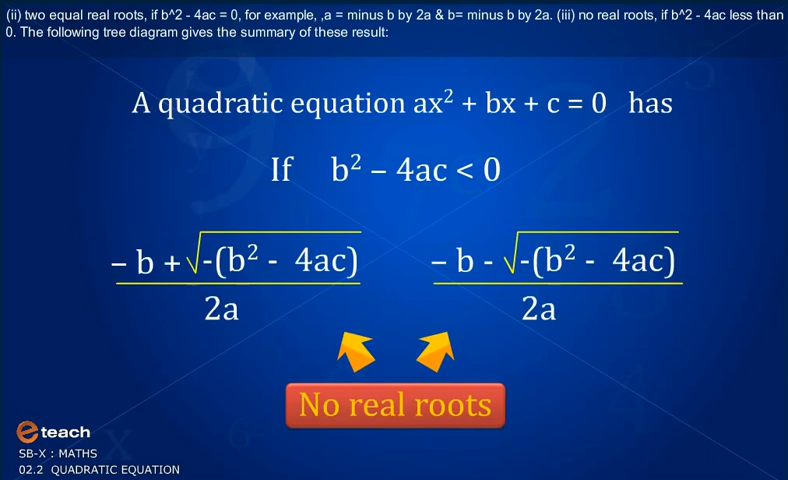 (ii) two equal real roots, if b^2 - 4ac = 0, for example, ,a = minus b by 2a & b= minus b by 2a. (iii) no real roots, if b^2 - 4ac less than
0. The following tree diagram gives the summary of these result:
A quadratic equation ax² + bx + c = 0 has
If b² – 4ac < 0
– b + √-(b² - 4ac)
2a
– b - √-(b² - 4ac)
2a
No real roots
eteach
SB-X : MATHS
02.2 QUADRATIC EQUATION